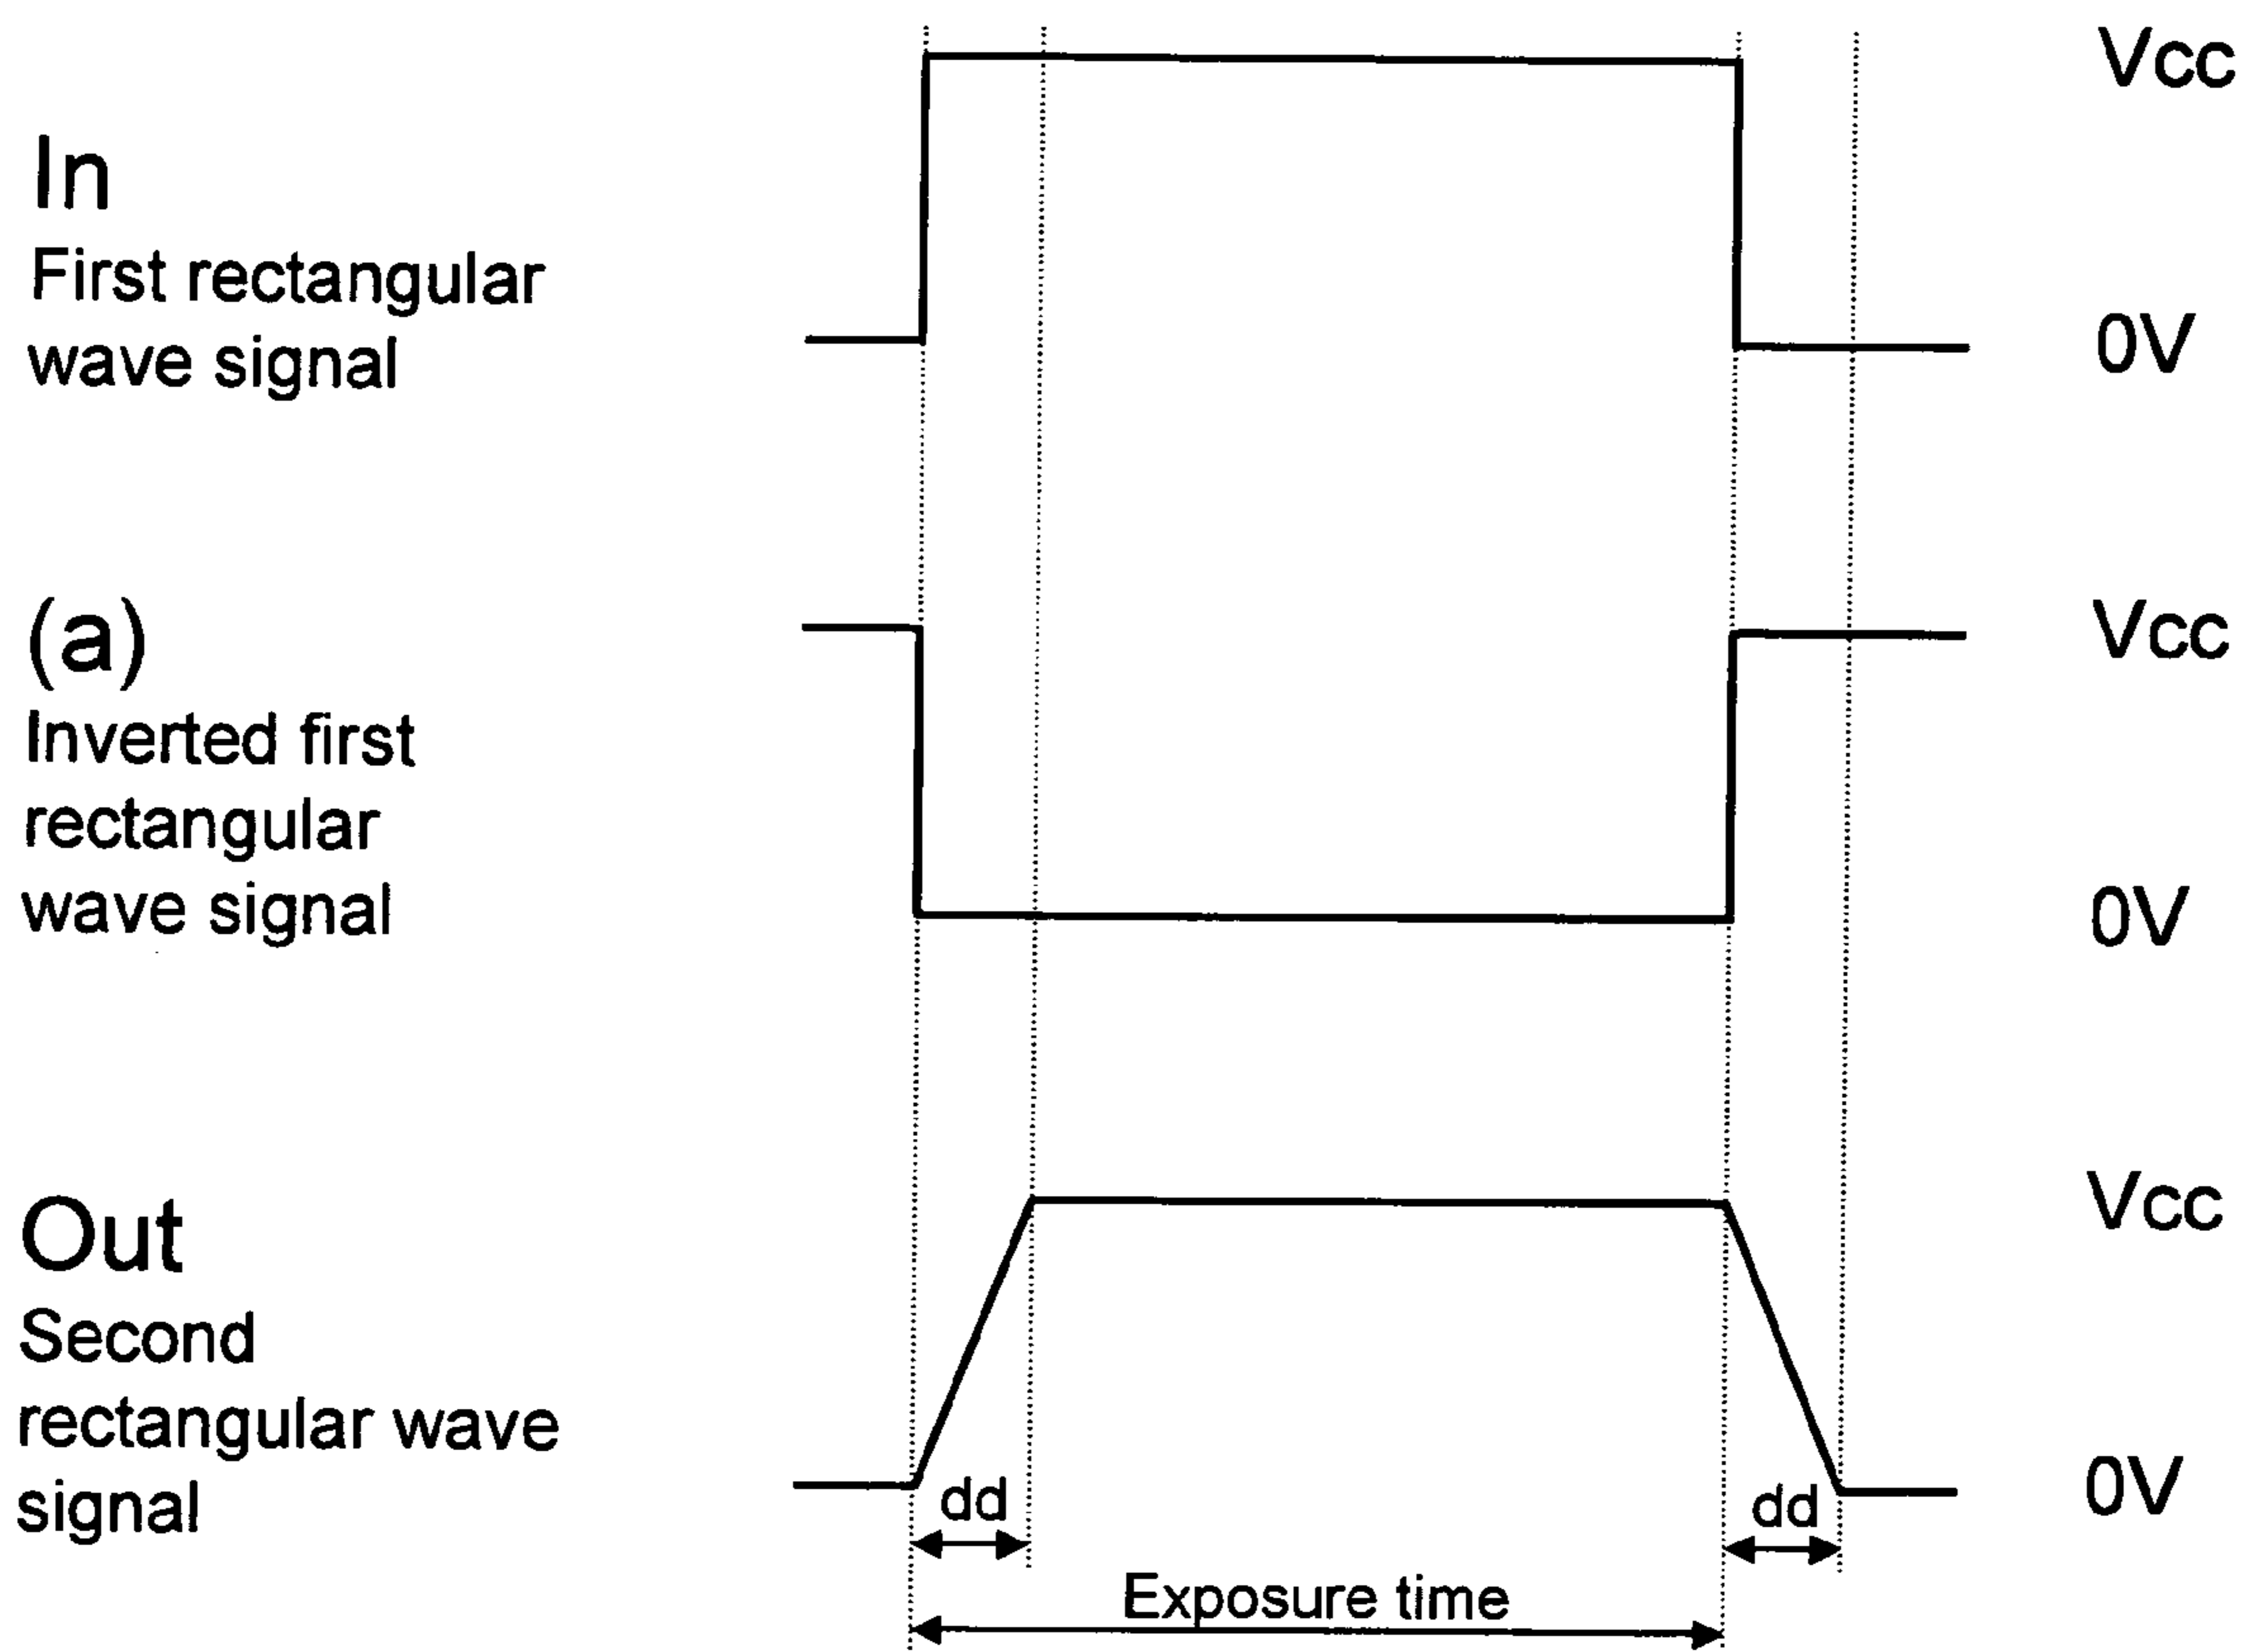 Vcc
In
First rectangular
wave signal
0V
(a)
Vcc
Inverted first
rectangular
wave signal
0V
Out
Vcc
Second
rectangular wave
signal
0V
dd
dd
Exposure time